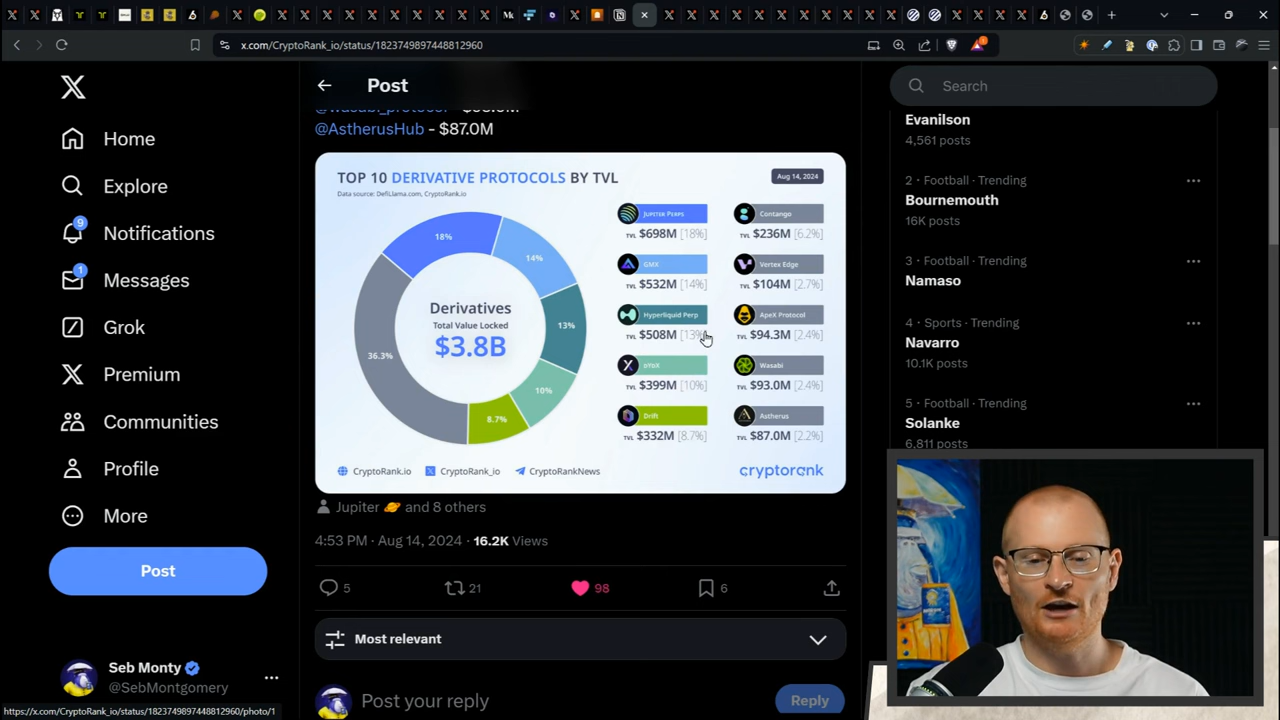 x.com/CryptoRank_io/status/1823749897448812960
Home
Explore
9
Notifications
1
Messages
Grok
Premium
Communities
Profile
More
Post
Seb Monty
@SebMontgomery
https://x.com/CryptoRank_io/status/1823749897448812960/photo/1
Post
@wasabi_protocol
@AstherusHub - $87.0M
TOP 10 DERIVATIVE PROTOCOLS BY TVL
Aug 14, 2024
Data source: DefiLlama.com, CryptoRank.io
18%
14%
13%
10%
8.7%
36.3%
Derivatives
Total Value Locked
$3.8B
JUPITER PERPS
TVL $698M [18%]
GMX
TVL $532M [14%]
Hyperliquid Perp
TVL $508M [13%]
dYdX
TVL $399M [10%]
Drift
TVL $332M [8.7%]
Contango
TVL $236M [6.2%]
Vertex Edge
TVL $104M [2.7%]
ApeX Protocol
TVL $94.3M [2.4%]
Wasabi
TVL $93.0M [2.4%]
Astherus
TVL $87.0M [2.2%]
CryptoRank.io
CryptoRank_io
CryptoRankNews
cryptorank
Jupiter 🪐 and 8 others
4:53 PM · Aug 14, 2024 · 16.2K Views
5
21
98
6
Most relevant
Post your reply
Reply
Search
Evanilson
4,561 posts
2 · Football · Trending
Bournemouth
16K posts
3 · Football · Trending
Namaso
4 · Sports · Trending
Navarro
10.1K posts
5 · Football · Trending
Solanke
6,811 posts